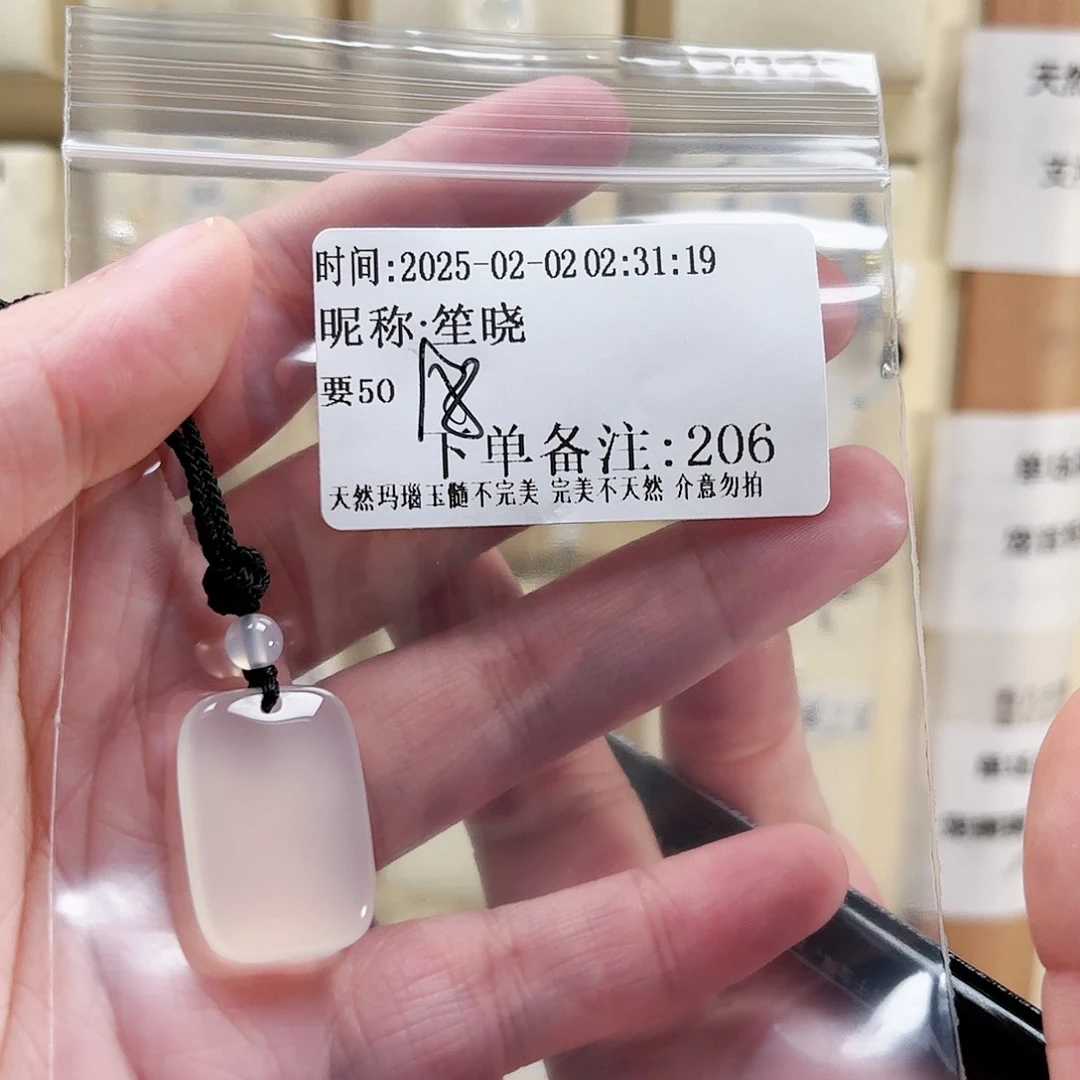 时间:2025-02-02 02:31:19
昵称:笙晓
要50
下单备注:206
天然玛瑙玉髓不完美 完美不天然 介意勿拍
天然